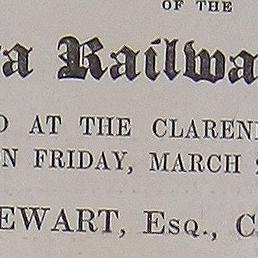 OF THE
a Railwa
AT THE CLAREN
N FRIDAY, MARCH
EWART, Esq., C